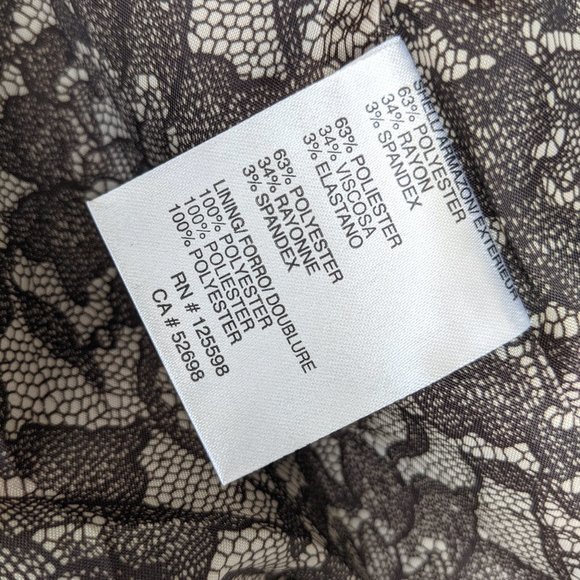 SHELL/ARMAZON/EXTERIEUR
63% POLYESTER
34% RAYON
3% SPANDEX
63% POLIESTER
34% VISCOSA
3% ELASTANO
63% POLYESTER
34% RAYONNE
3% SPANDEX
LINING/FORRO/DOUBLURE
100% POLYESTER
100% POLIESTER
100% POLYESTER
RN # 125598
CA # 52698